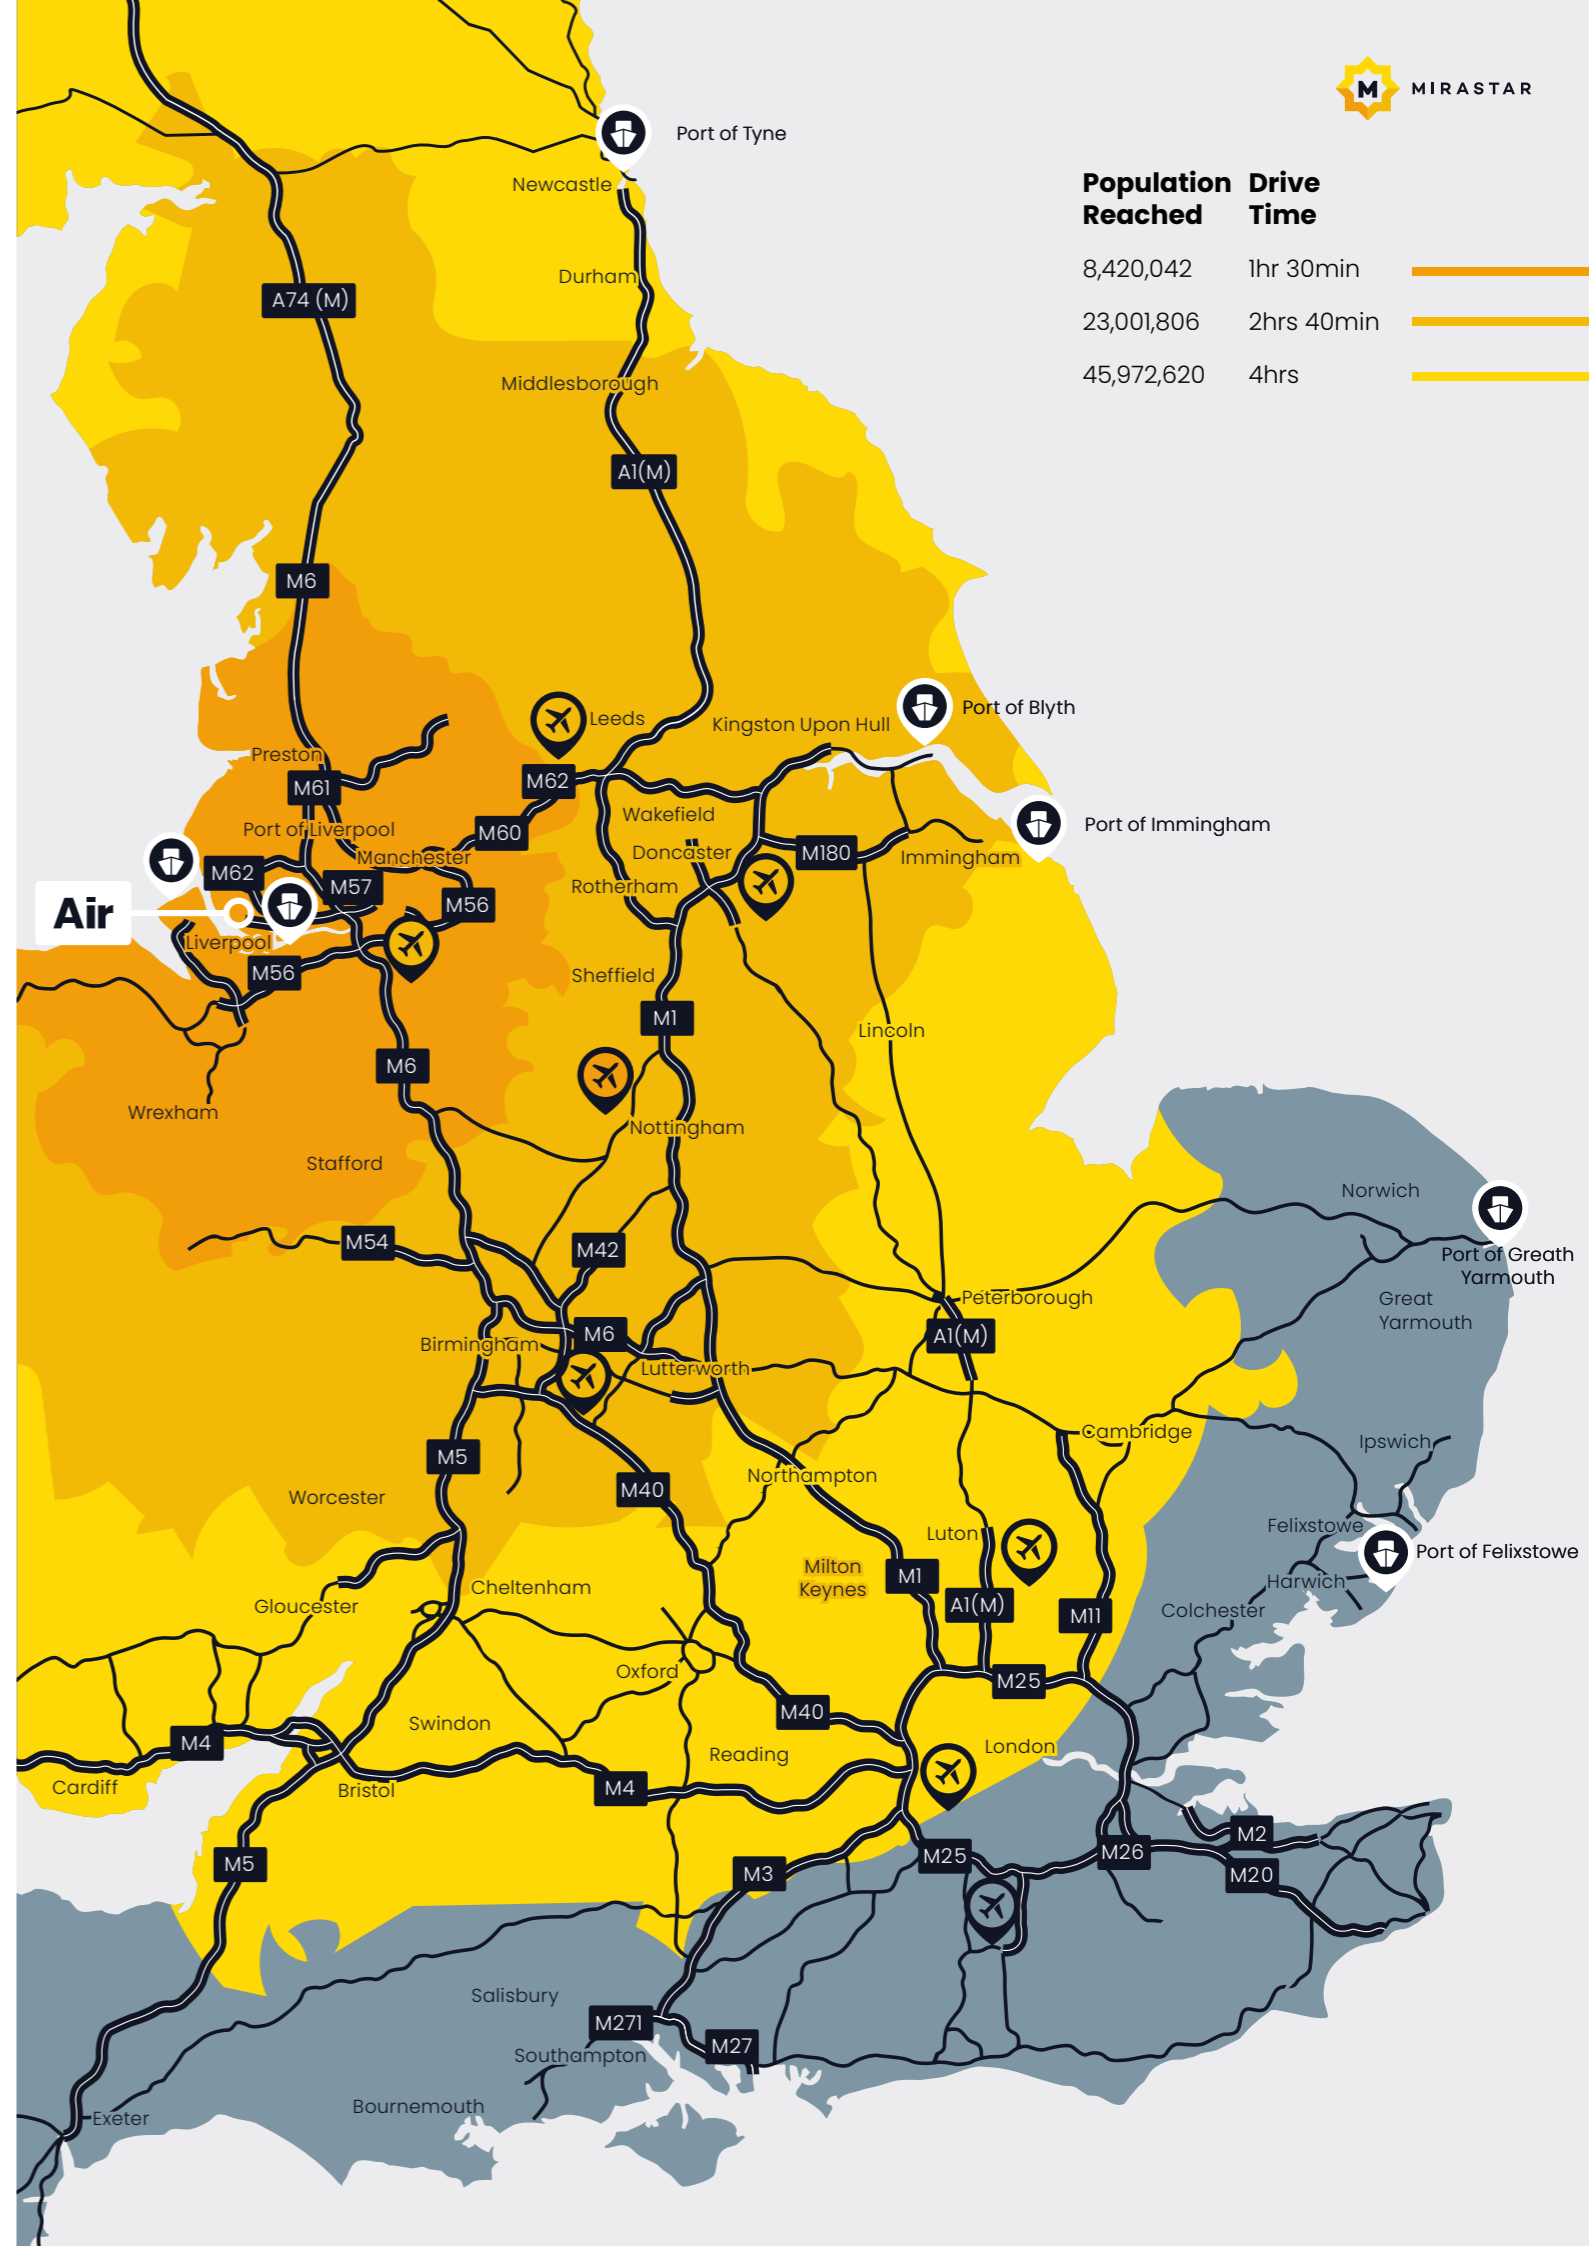 MIRASTAR
Port of Tyne
Population Reached
Drive Time
8,420,042 1hr 30min
23,001,806 2hrs 40min
45,972,620 4hrs
Newcastle
Durham
A74 (M)
Middlesborough
A1(M)
M6
Port of Blyth
Leeds
Kingston Upon Hull
Preston
M62
M61
Wakefield
Port of Immingham
Port of Liverpool
M60
Doncaster
M180
Immingham
Manchester
M62
M57
Rotherham
M56
Air
Liverpool
M56
Sheffield
M1
Lincoln
M6
Wrexham
Nottingham
Stafford
Norwich
M54
M42
Port of Greath
Yarmouth
Peterborough
Great
Yarmouth
Birmingham
M6
A1(M)
Lutterworth
Cambridge
Ipswich
M5
Northampton
Worcester
M40
Luton
Felixstowe
Port of Felixstowe
Milton
Keynes
M1
Cheltenham
Harwich
Gloucester
A1(M)
M11
Colchester
Oxford
M25
Swindon
M40
M4
Reading
London
Cardiff
Bristol
M4
M2
M5
M3
M25
M26
M20
Salisbury
M271
M27
Southampton
Bournemouth
Exeter